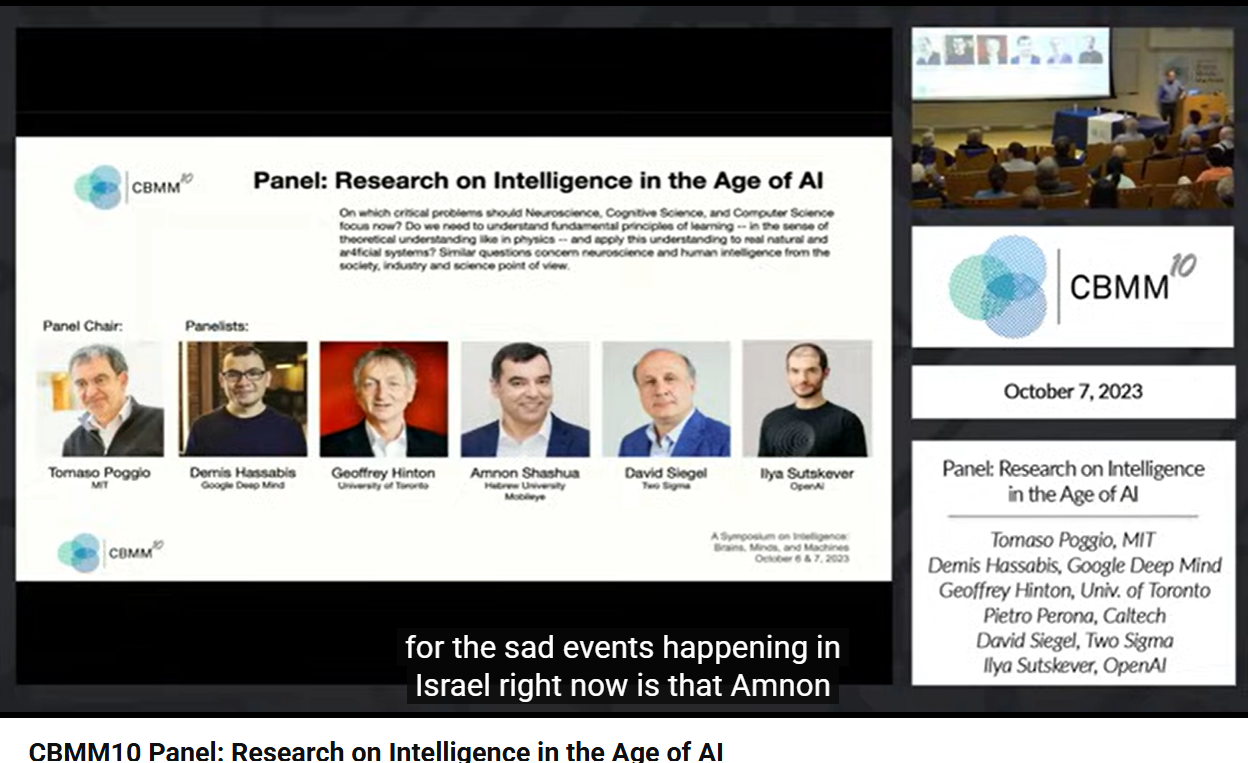 CBMM10
Panel: Research on Intelligence in the Age of AI
On which critical problems should Neuroscience, Cognitive Science, and Computer Science
focus now? Do we need to understand fundamental principles of learning -- in the sense of
theoretical understanding like in physics -- and apply this understanding to real natural and
ar4ficial systems? Similar questions concern neuroscience and human intelligence from the
society, industry and science point of view.
Panel Chair:
Panelists:
Tomaso Poggio
MIT
Demis Hassabis
Google Deep Mind
Geoffrey Hinton
University of Toronto
Amnon Shashua
Hebrew University
Mobileye
David Siegel
Two Sigma
Ilya Sutskever
OpenAI
CBMM10
A Symposium on Intelligence:
Brains, Minds, and Machines
October 6 & 7, 2023
for the sad events happening in
Israel right now is that Amnon
CBMM10
October 7, 2023
Panel: Research on Intelligence
in the Age of AI
Tomaso Poggio, MIT
Demis Hassabis, Google Deep Mind
Geoffrey Hinton, Univ. of Toronto
Pietro Perona, Caltech
David Siegel, Two Sigma
Ilya Sutskever, OpenAI
CBMM10 Panel: Research on Intelligence in the Age of AI